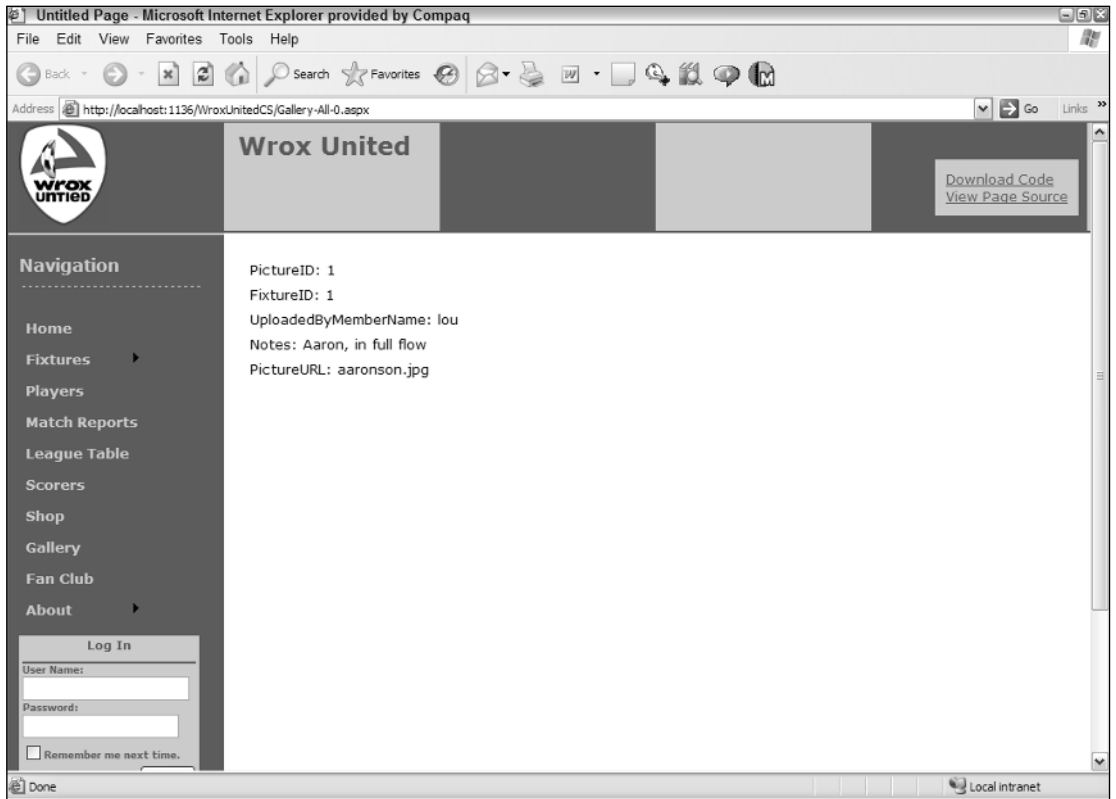 Untitled Page - Microsoft Internet Explorer provided by Compaq
File Edit View Favorites Tools Help
Back Search Favorites
Address http://localhost:1136/WroxUnitedCS/Gallery-All-0.aspx Go Links »
wrox
UNTIED
Wrox United
Download Code
View Page Source
Navigation
Home
Fixtures
Players
Match Reports
League Table
Scorers
Shop
Gallery
Fan Club
About
Log In
User Name:
Password:
Remember me next time.
PictureID: 1
FixtureID: 1
UploadedByMemberName: lou
Notes: Aaron, in full flow
PictureURL: aaronson.jpg
Done Local intranet